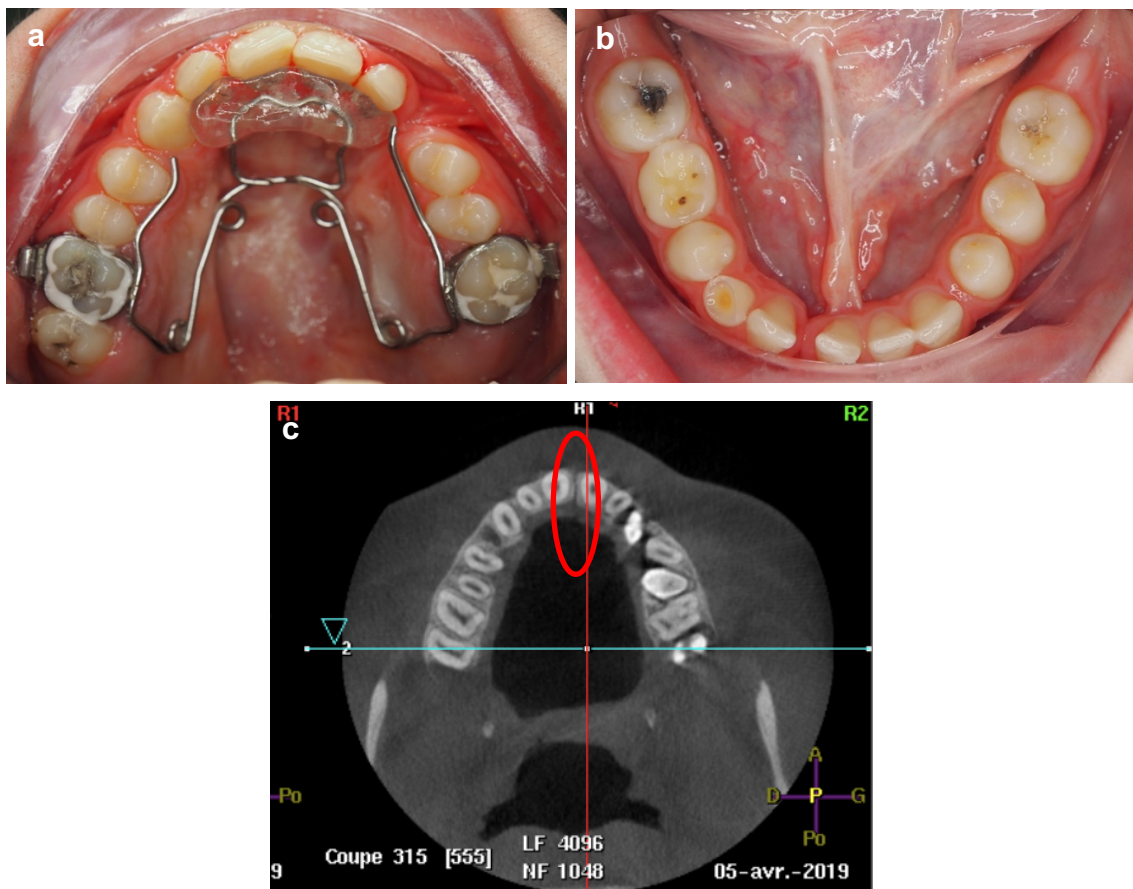 a
b
c
R1
R1
R2
2
A
D P G
Po
Po
Coupe 315 [555]
LF 4096
NF 1048
9
05-avr.-2019